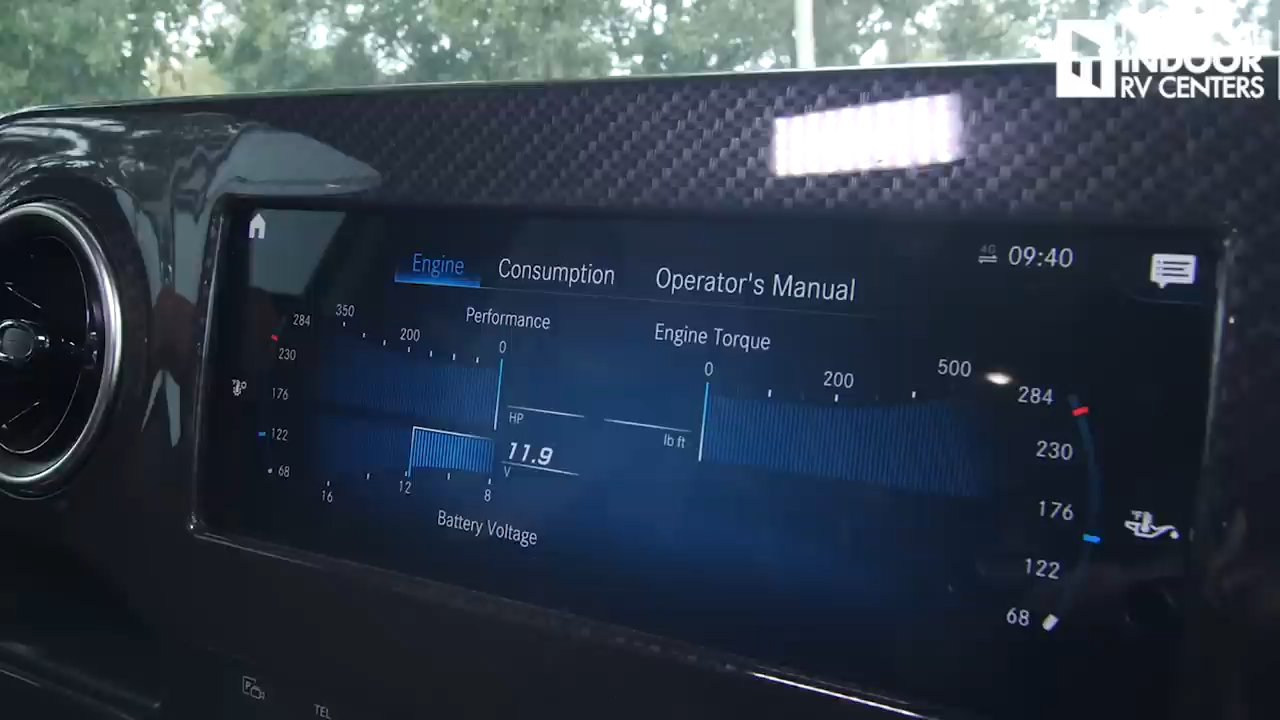 INDOOR
RV CENTERS
4G
09:40
Engine
Consumption
Operator's Manual
Performance
Engine Torque
350
200
0
HP
0
200
500
lb ft
284
230
176
122
68
11.9
V
16
12
8
Battery Voltage
284
230
176
122
68
°F
P
TEL